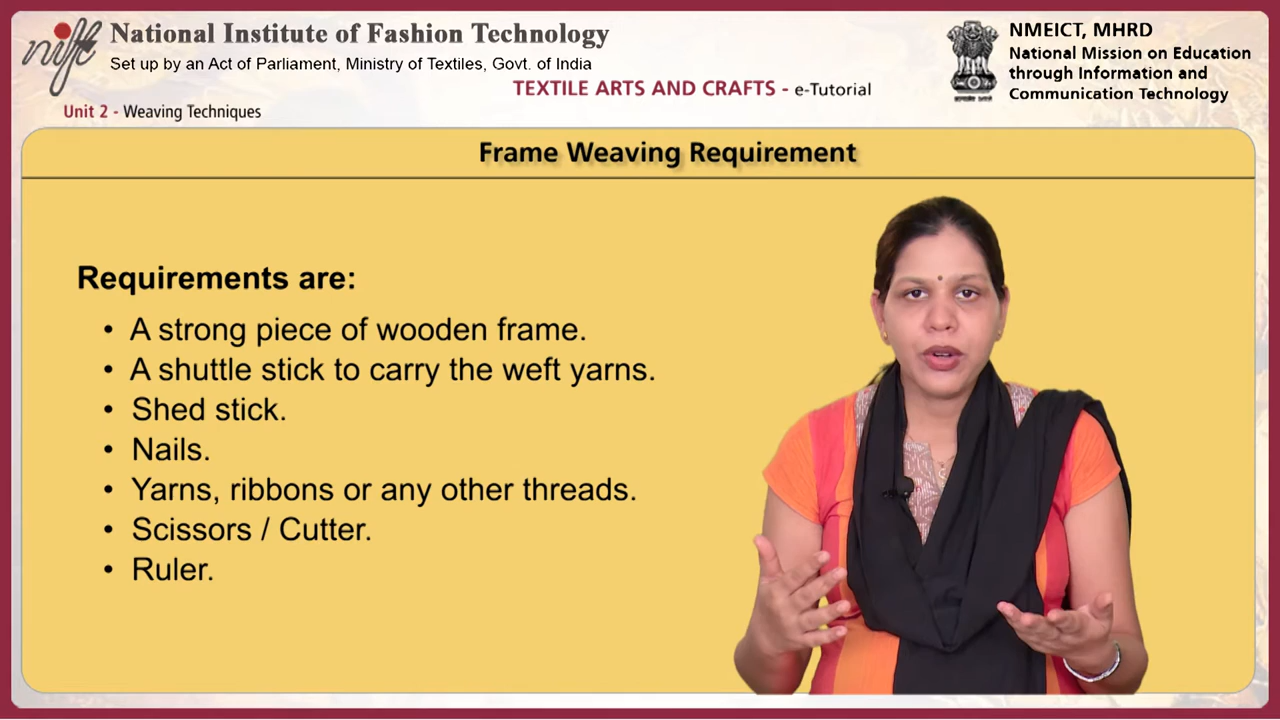 nift
National Institute of Fashion Technology
Set up by an Act of Parliament, Ministry of Textiles, Govt. of India
TEXTILE ARTS AND CRAFTS - e-Tutorial
Unit 2 - Weaving Techniques
NMEICT, MHRD
National Mission on Education
through Information and
Communication Technology
Frame Weaving Requirement
Requirements are:
• A strong piece of wooden frame.
• A shuttle stick to carry the weft yarns.
• Shed stick.
• Nails.
• Yarns, ribbons or any other threads.
• Scissors / Cutter.
• Ruler.